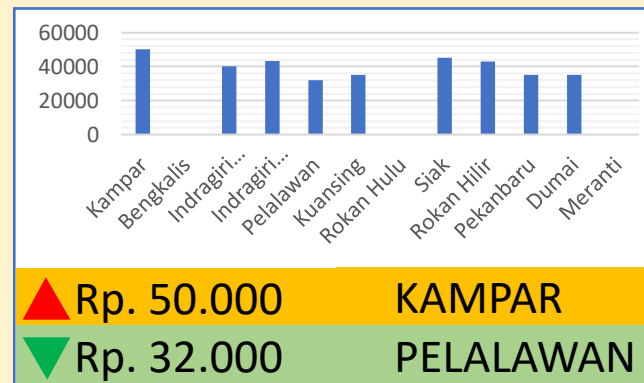 60000
40000
20000
0
Kampar
Bengkalis
Indragiri...
Indragiri...
Pelalawan
Kuansing
Rokan Hulu
Siak
Rokan Hilir
Pekanbaru
Dumai
Meranti
Rp. 50.000 KAMPAR
Rp. 32.000 PELALAWAN